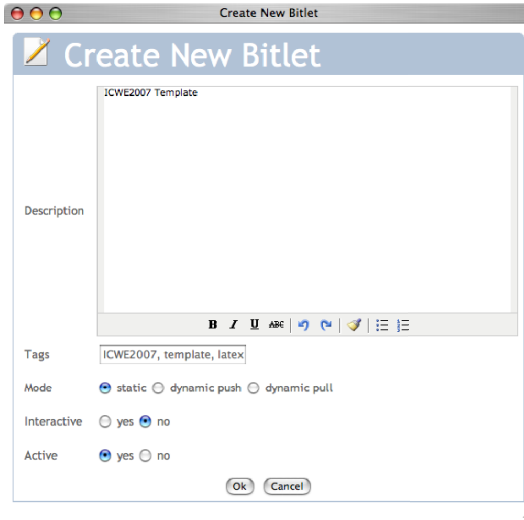 Create New Bitlet
Create New Bitlet
ICWE2007 Template
Description
B I U ABC
Tags ICWE2007, template, latex
Mode static dynamic push dynamic pull
Interactive yes no
Active yes no
Ok Cancel